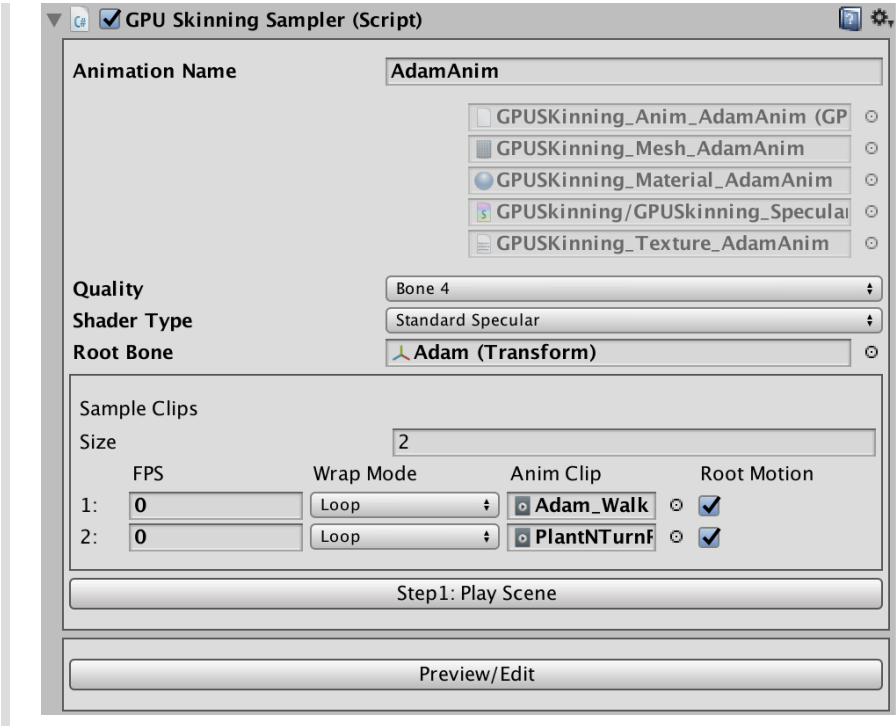 GPU Skinning Sampler (Script)
Animation Name AdamAnim
GPUSKinning_Anim_AdamAnim (GP
GPUSKinning_Mesh_AdamAnim
GPUSKinning_Material_AdamAnim
GPUSkinning/GPUSkinning_Specular
GPUSKinning_Texture_AdamAnim
Quality Bone 4
Shader Type Standard Specular
Root Bone Adam (Transform)
Sample Clips
Size 2
FPS Wrap Mode Anim Clip Root Motion
1: 0 Loop Adam_Walk
2: 0 Loop PlantNTurnR
Step1: Play Scene
Preview/Edit